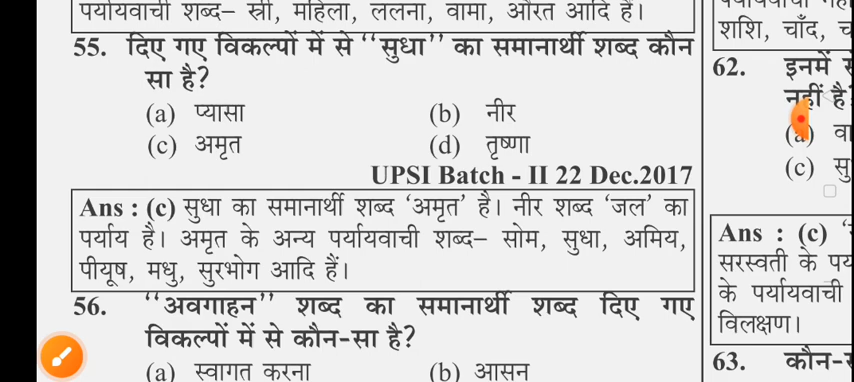 पर्यायवाची शब्द– स्त्री, महिला, ललना, वामा, औरत आदि हैं।
55. दिए गए विकल्पों में से ‘‘सुधा’’ का समानार्थी शब्द कौन
सा है?
(a) प्यासा (b) नीर
(c) अमृत (d) तृष्णा
UPSI Batch - II 22 Dec.2017
Ans : (c) सुधा का समानार्थी शब्द ‘अमृत’ है। नीर शब्द ‘जल’ का
पर्याय है। अमृत के अन्य पर्यायवाची शब्द– सोम, सुधा, अमिय,
पीयूष, मधु, सुरभोग आदि हैं।
56. ‘‘अवगाहन’’ शब्द का समानार्थी शब्द दिए गए
विकल्पों में से कौन-सा है?
(a) स्वागत करना (b) आसन
शशि, चाँद,
62. इनमें
नहीं है
(a)
(c)
Ans : (c)
सरस्वती के
के पर्यायवाची
विलक्षण।
63. कौन-